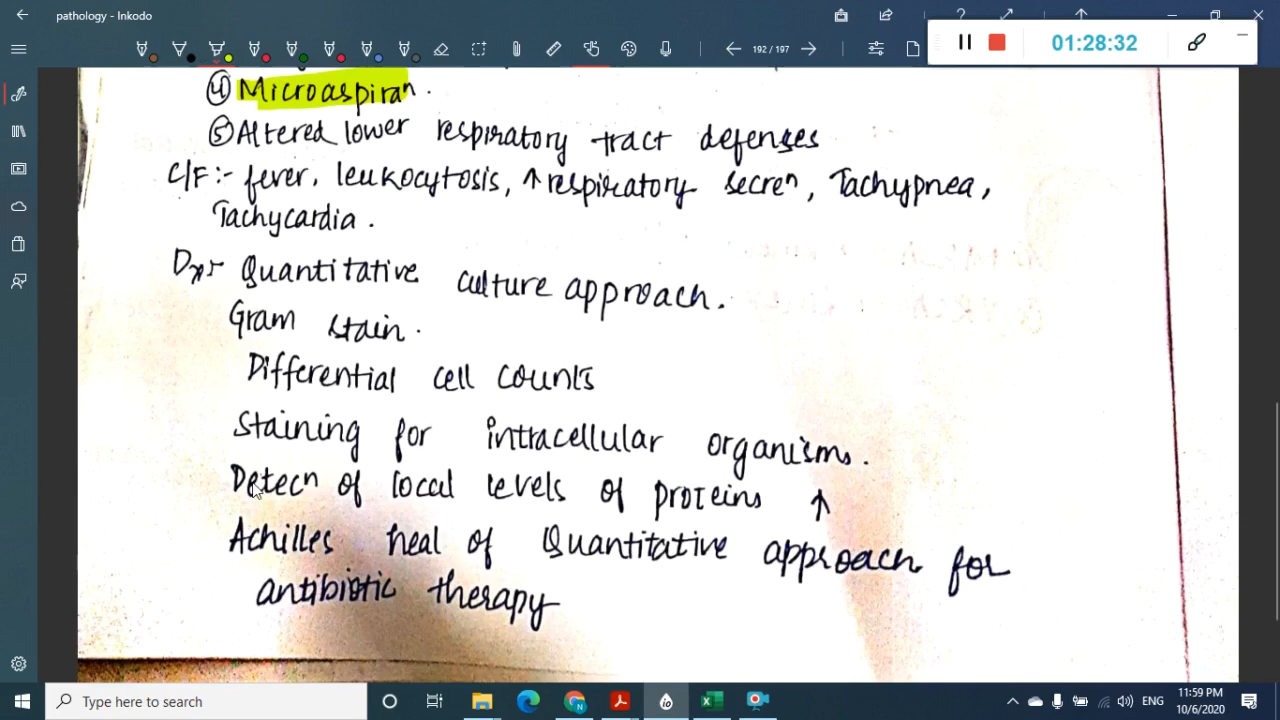 pathology - Inkodo
192 / 197
01:28:32
④ Microaspiraⁿ.
⑤ Altered lower respiratory tract defenses
C/F:- fever, leukocytosis, ↑ respiratory secreⁿ, Tachypnea,
Tachycardia.
Dx:- Quantitative culture approach.
Gram stain.
Differential cell counts
Staining for intracellular organisms.
Detecⁿ of local levels of proteins ↑
Achilles heal of Quantitative approach for
antibiotic therapy
Type here to search
ENG
11:59 PM
10/6/2020